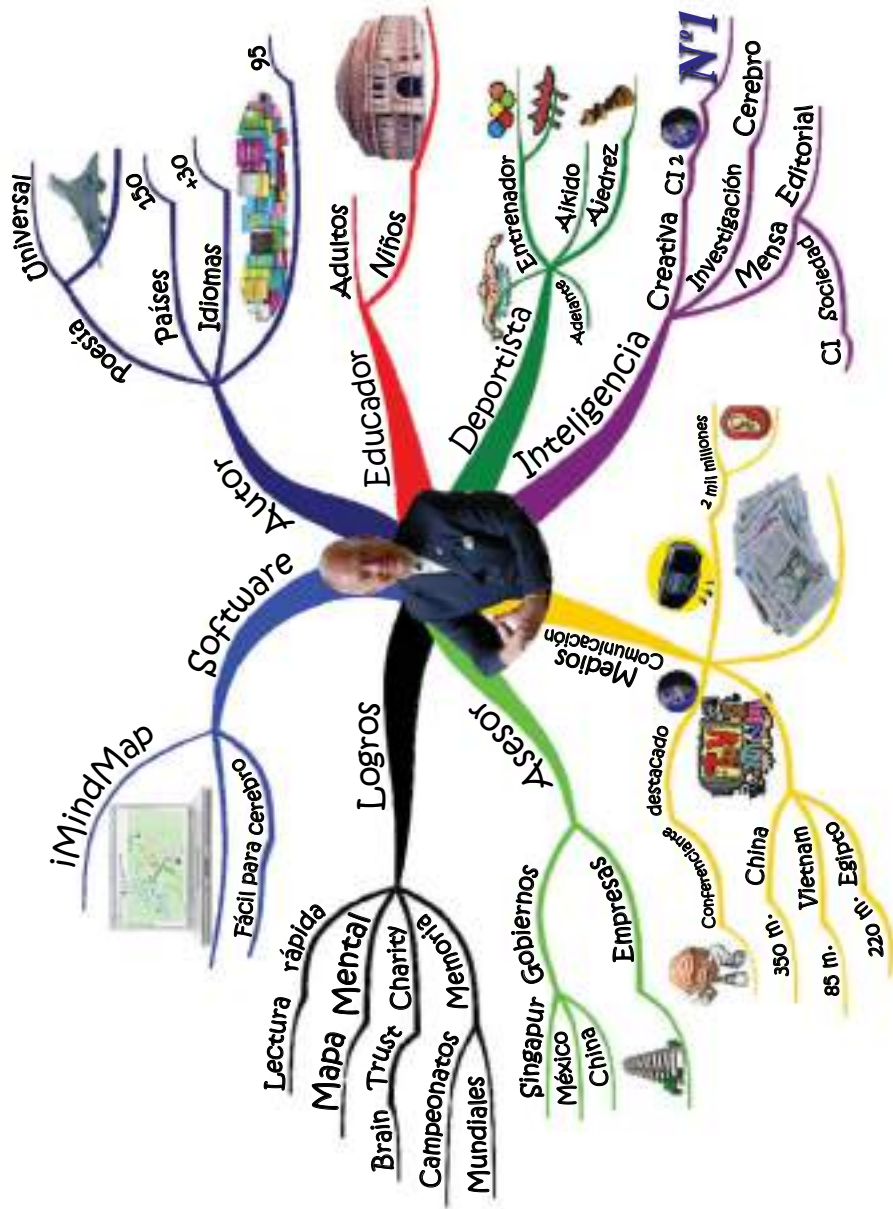 Autor
Poesía
Universal
Países
150
Idiomas
+30
95
Educador
Adultos
Niños
Deportista
Entrenador
Aikido
Ajedrez
Adelante
Inteligencia
Creativa
CI 2
Nº1
Investigación
Cerebro
Mensa
Editorial
Sociedad
CI
Medios
Comunicación
2 mil millones
China
350 m.
Vietnam
85 m.
Egipto
220 m.
destacado
Conferenciante
Asesor
Empresas
Gobiernos
Singapur
México
China
Logros
Memoria
Campeonatos
Mundiales
Charity
Brain Trust
Mapa Mental
Lectura rápida
Software
Fácil para cerebro
iMindMap